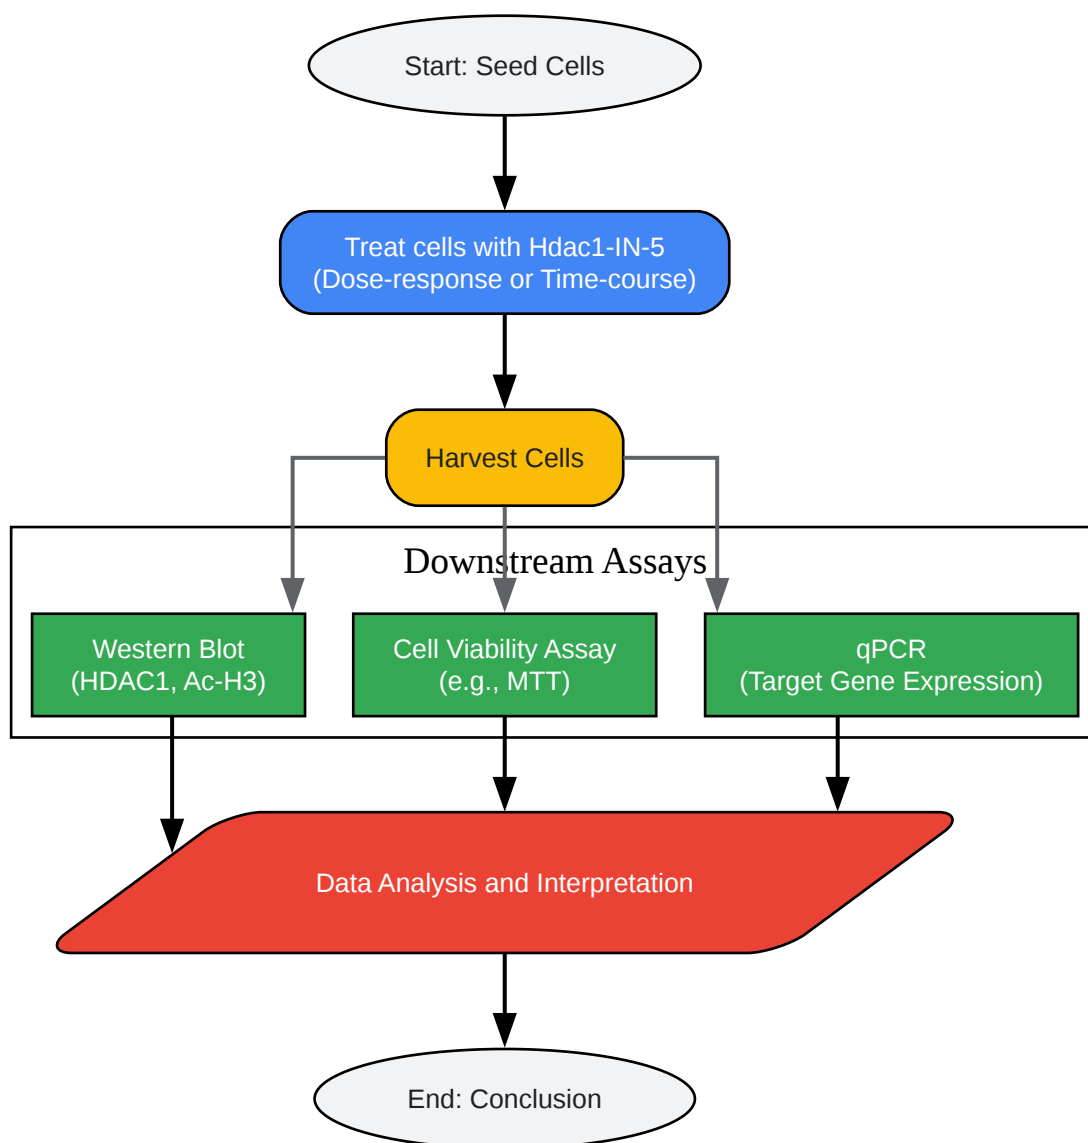 Start: Seed Cells
Treat cells with Hdac1-IN-5
(Dose-response or Time-course)
Harvest Cells
Downstream Assays
Western Blot
(HDAC1, Ac-H3)
Cell Viability Assay
(e.g., MTT)
qPCR
(Target Gene Expression)
Data Analysis and Interpretation
End: Conclusion